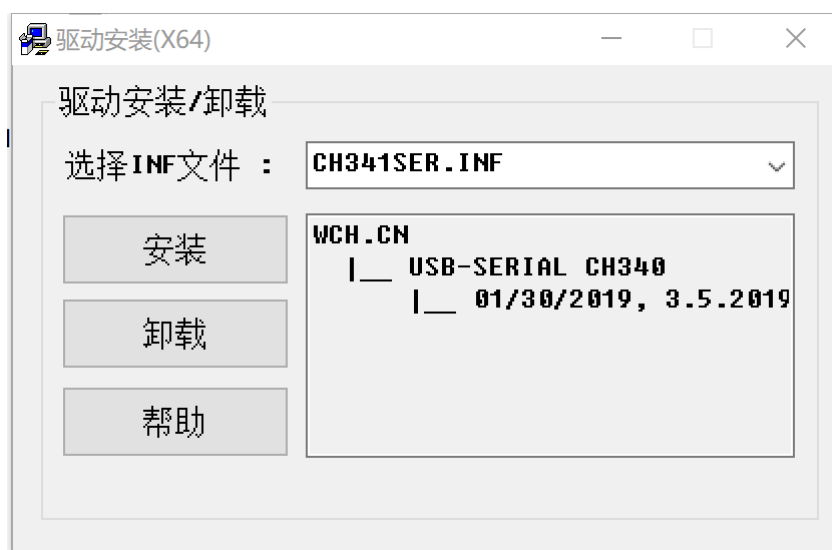 驱动安装(X64)
驱动安装/卸载
选择INF文件 : CH341SER.INF
安装
卸载
帮助
WCH.CN
|__ USB-SERIAL CH340
|__ 01/30/2019, 3.5.2019